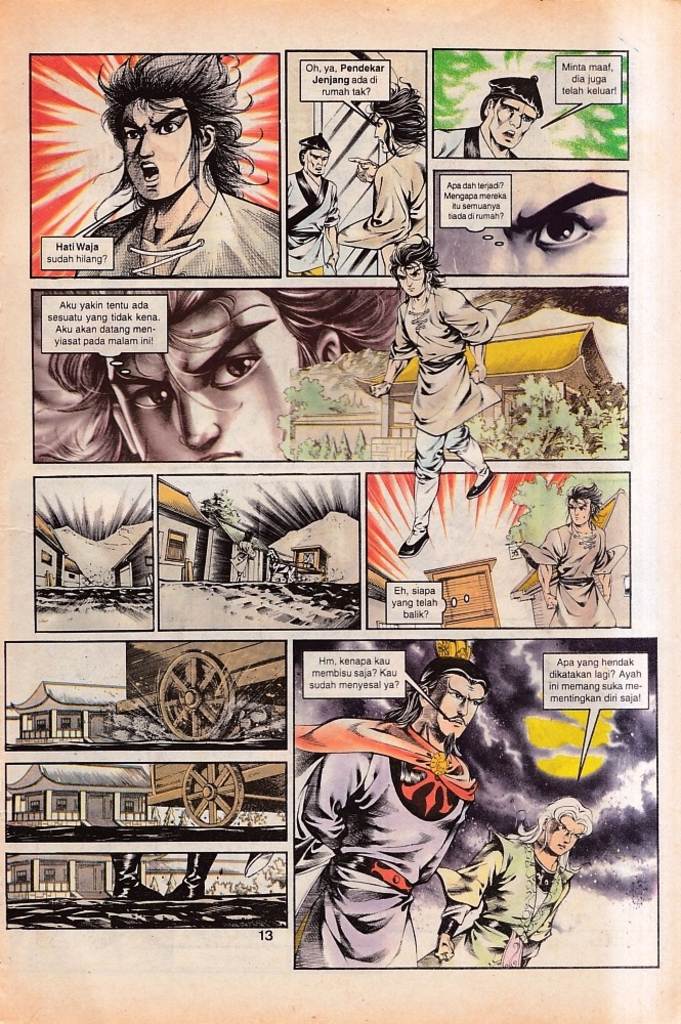 Hati Waja
sudah hilang?
Oh, ya, Pendekar
Jenjang ada di
rumah tak?
Minta maaf,
dia juga
telah keluar!
Apa dah terjadi?
Mengapa mereka
itu semuanya
tiada di rumah?
Aku yakin tentu ada
sesuatu yang tidak kena.
Aku akan datang men-
yiasat pada malam ini!
Eh, siapa
yang telah
balik?
Hm, kenapa kau
membisu saja? Kau
sudah menyesal ya?
Apa yang hendak
dikatakan lagi? Ayah
ini memang suka me-
mentingkan diri saja!
13